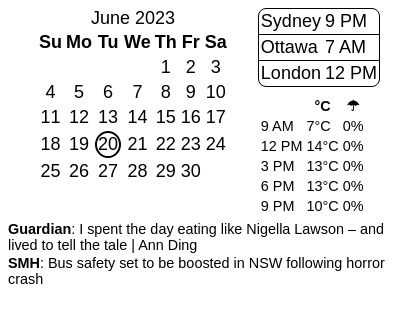 June 2023
Su Mo Tu We Th Fr Sa
1 2 3
4 5 6 7 8 9 10
11 12 13 14 15 16 17
18 19 20 21 22 23 24
25 26 27 28 29 30
Sydney 9 PM
Ottawa 7 AM
London 12 PM
°C ☂
9 AM 7°C 0%
12 PM 14°C 0%
3 PM 13°C 0%
6 PM 13°C 0%
9 PM 10°C 0%
Guardian: I spent the day eating like Nigella Lawson – and
lived to tell the tale | Ann Ding
SMH: Bus safety set to be boosted in NSW following horror
crash